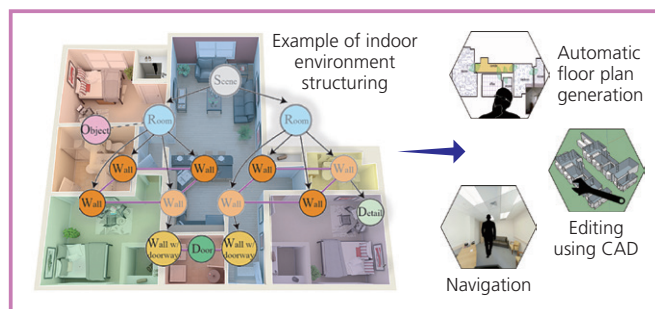 Example of indoor
environment
structuring
Scene
Object
Room
Room
Wall
Wall
Wall
Wall
Wall
Wall
Wall
Detail
Wall w/
doorway
Door
Wall w/
doorway
Automatic
floor plan
generation
Editing
using CAD
Navigation